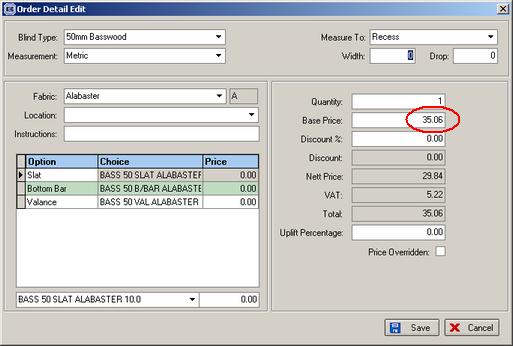 Order Detail Edit
Blind Type: 50mm Basswood Measure To: Recess
Measurement: Metric Width: 0 Drop: 0
Fabric: Alabaster A
Location:
Instructions:
Option Choice Price
Slat BASS 50 SLAT ALABASTER 0.00
Bottom Bar BASS 50 B/BAR ALABASTE 0.00
Valance BASS 50 VAL ALABASTER 0.00
BASS 50 SLAT ALABASTER 10.0 0.00
Quantity: 1
Base Price: 35.06
Discount %: 0.00
Discount: 0.00
Nett Price: 29.84
VAT: 5.22
Total: 35.06
Uplift Percentage: 0.00
Price Overridden:
Save Cancel